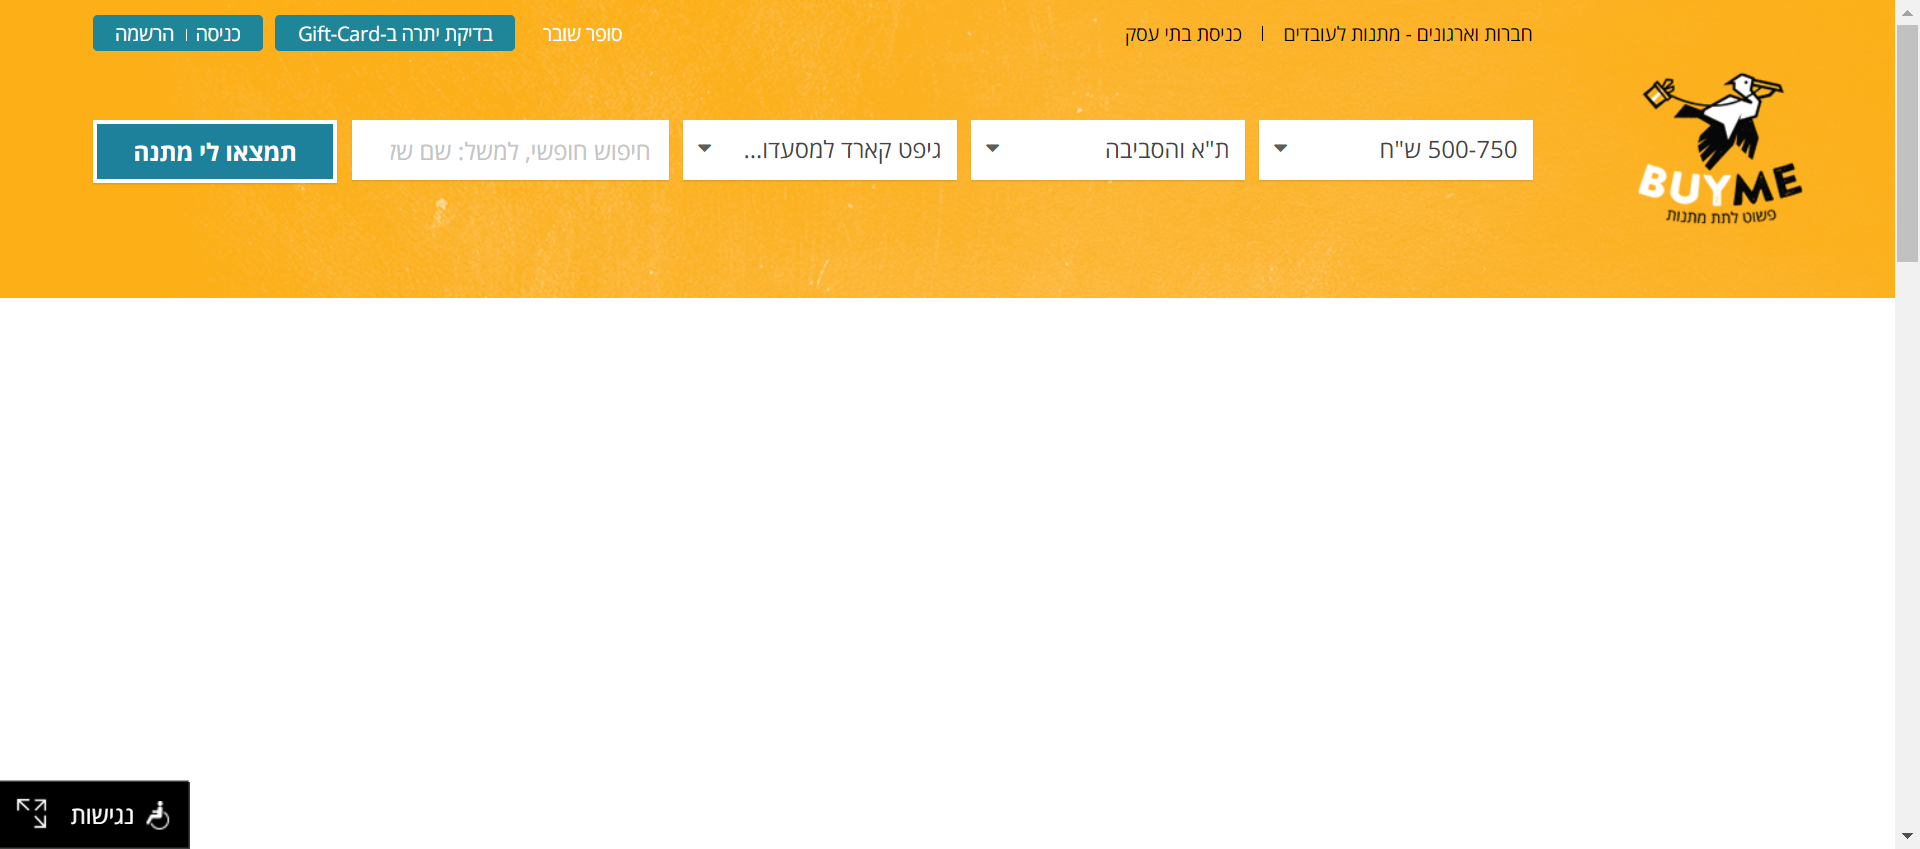 חברות וארגונים - מתנות לעובדים | כניסת בתי עסק
סופר שובר
בדיקת יתרה ב-Gift-Card
כניסה | הרשמה
BUYME
פשוט לתת מתנות
500-750 ש"ח
ת"א והסביבה
גיפט קארד למסעדו...
חיפוש חופשי, למשל: שם של
תמצאו לי מתנה
נגישות